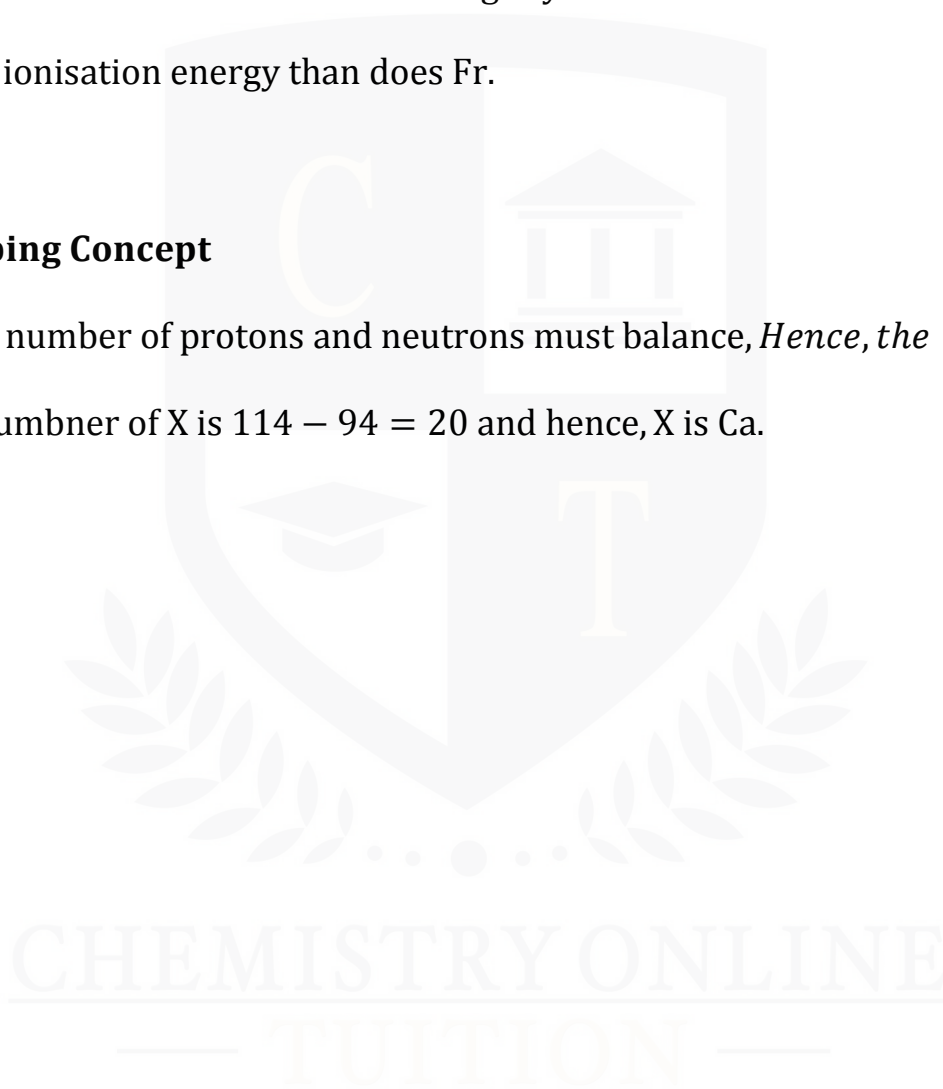 ionisation energy than does Fr.
C
ing Concept
number of protons and neutrons must balance, Hence, the
umbner of X is 114 − 94 = 20 and hence, X is Ca.
T
CHEMISTRY ONLINE
— TUITION —